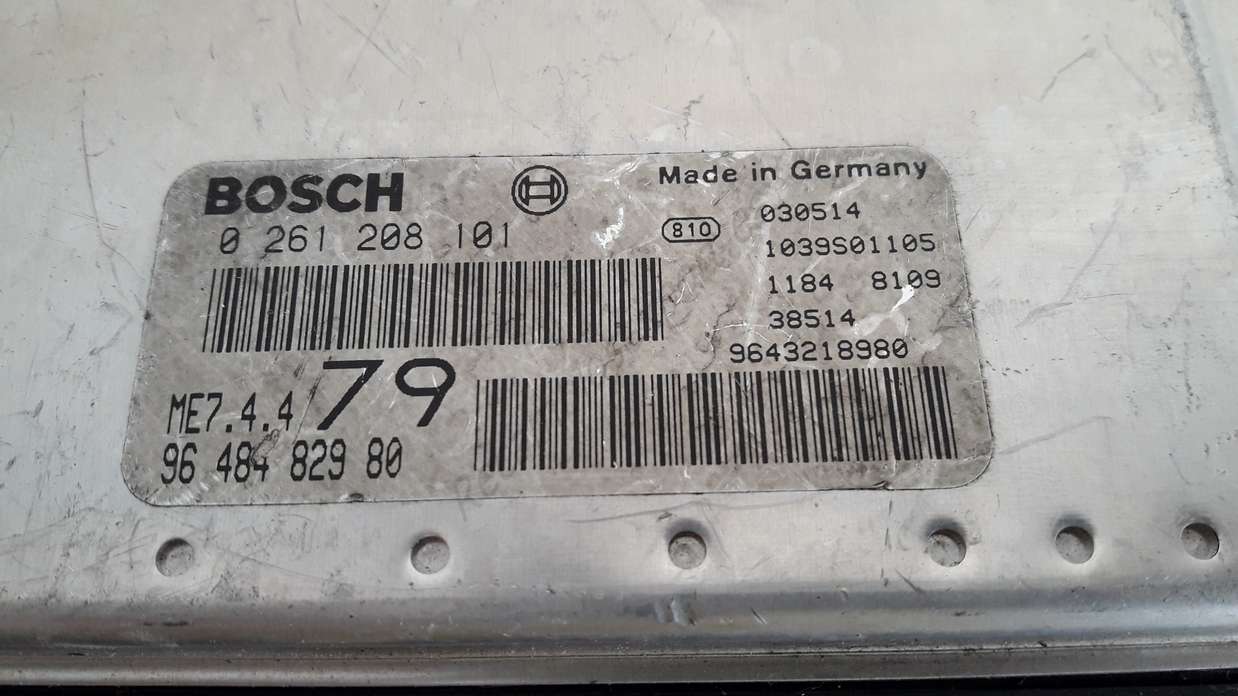 BOSCH
Made in Germany
0 261 208 101
810
030514
1039S01105
1184 8109
38514
9643218980
ME7.4.4 79
96 484 829 80